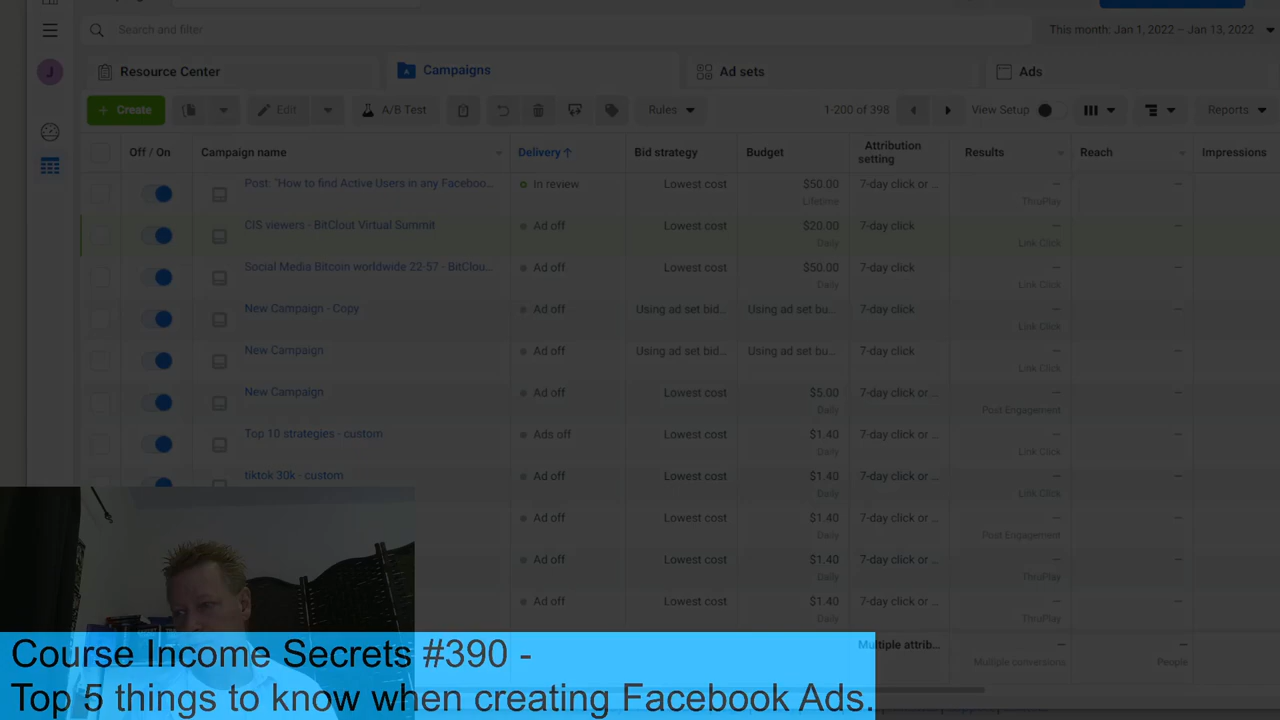 Search and filter
This month: Jan 1, 2022 – Jan 13, 2022
J
Resource Center
Campaigns
Ad sets
Ads
+ Create
Edit
A/B Test
Rules
1-200 of 398
View Setup
Reports
Off / On
Campaign name
Delivery ↑
Bid strategy
Budget
Attribution
setting
Results
Reach
Impressions
Post: "How to find Active Users in any Faceboo...
In review
Lowest cost
$50.00
Lifetime
7-day click or ...
—
ThruPlay
—
CIS viewers - BitClout Virtual Summit
Ad off
Lowest cost
$20.00
Daily
7-day click
—
Link Click
—
Social Media Bitcoin worldwide 22-57 - BitClou...
Ad off
Lowest cost
$50.00
Daily
7-day click
—
Link Click
—
New Campaign - Copy
Ad off
Using ad set bid...
Using ad set bu...
7-day click
—
Link Click
—
New Campaign
Ad off
Using ad set bid...
Using ad set bu...
7-day click
—
Link Click
—
New Campaign
Ad off
Lowest cost
$5.00
Daily
7-day click or ...
—
Post Engagement
—
Top 10 strategies - custom
Ads off
Lowest cost
$1.40
Daily
7-day click or ...
—
Link Click
—
tiktok 30k - custom
Ad off
Lowest cost
$1.40
Daily
7-day click or ...
—
Link Click
—
Ad off
Lowest cost
$1.40
Daily
7-day click or ...
—
Post Engagement
—
Ad off
Lowest cost
$1.40
Daily
7-day click or ...
—
ThruPlay
—
Ad off
Lowest cost
$1.40
Daily
7-day click or ...
—
ThruPlay
—
Multiple attrib...
—
Multiple conversions
—
People
Course Income Secrets #390 -
Top 5 things to know when creating Facebook Ads.